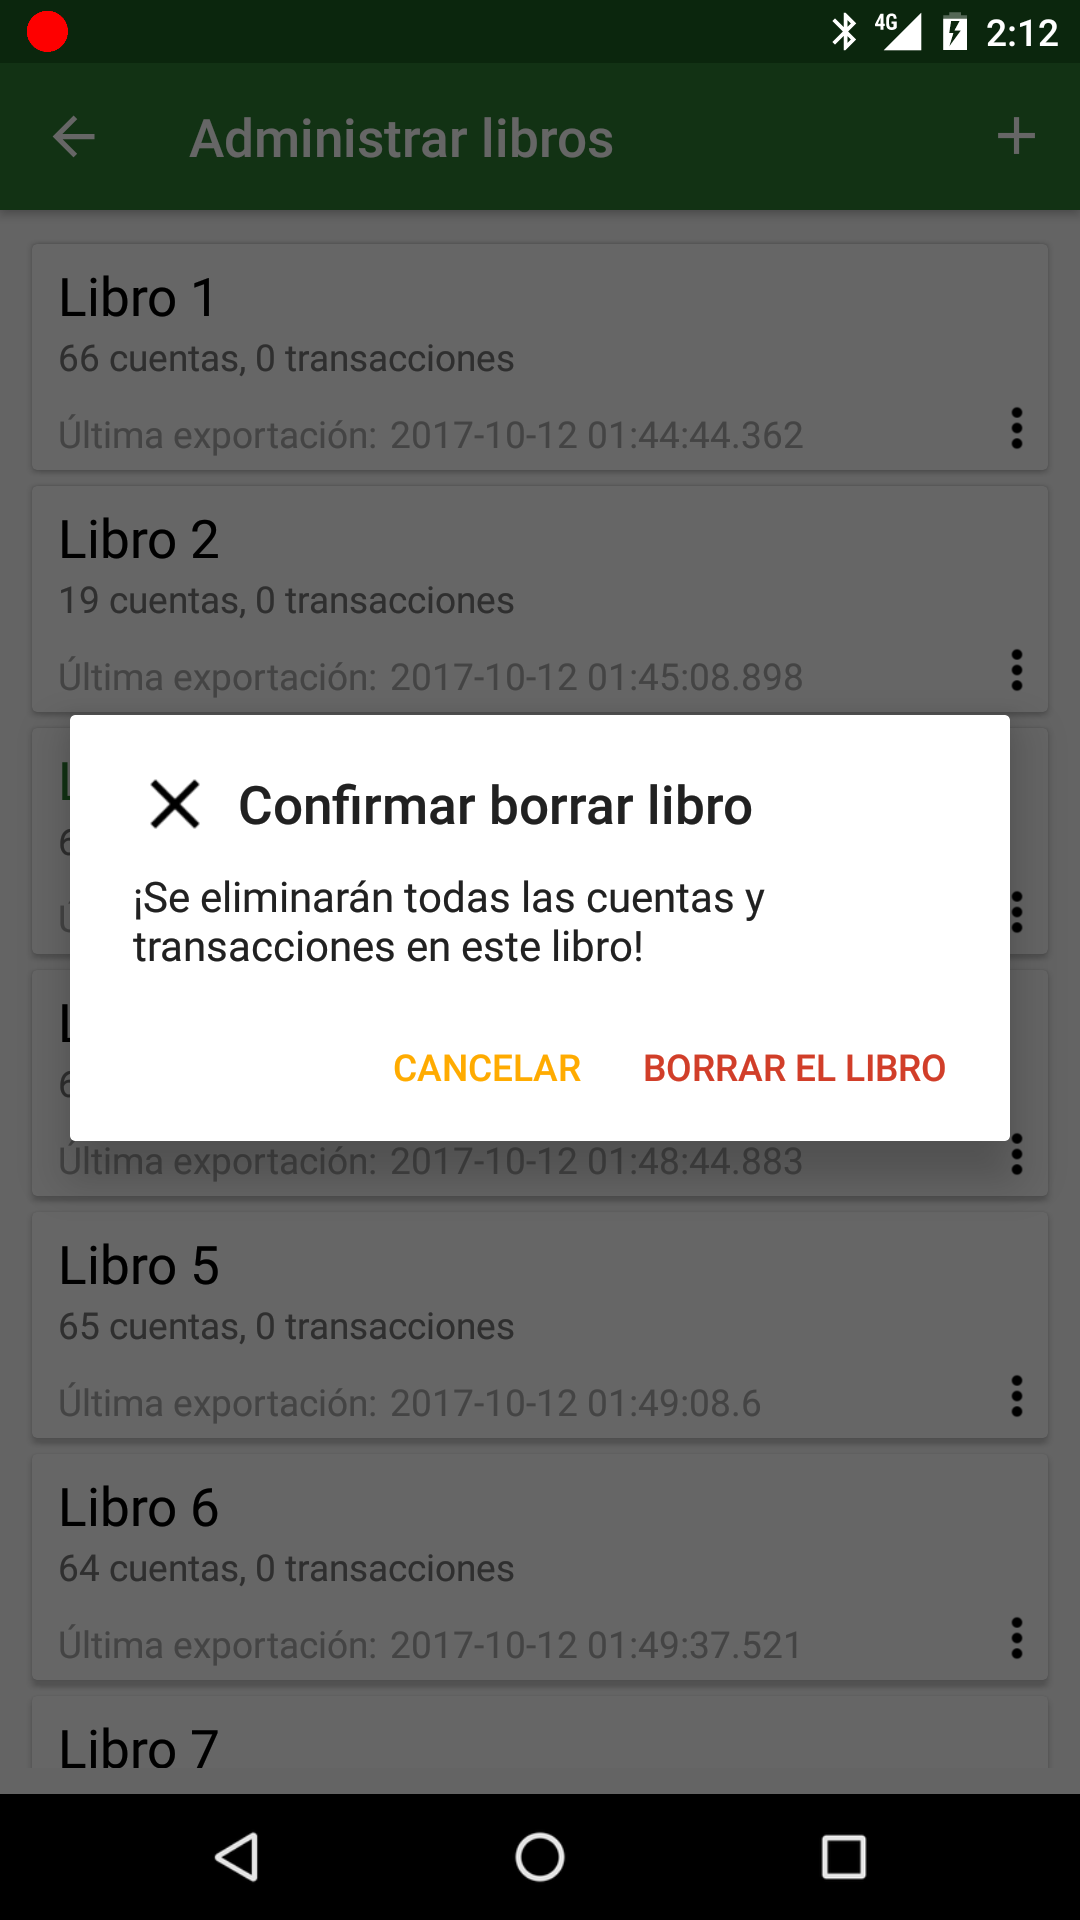 4G 2:12
Administrar libros
Libro 1
66 cuentas, 0 transacciones
Última exportación: 2017-10-12 01:44:44.362
Libro 2
19 cuentas, 0 transacciones
Última exportación: 2017-10-12 01:45:08.898
Confirmar borrar libro
¡Se eliminarán todas las cuentas y
transacciones en este libro!
CANCELAR BORRAR EL LIBRO
Última exportación: 2017-10-12 01:48:44.883
Libro 5
65 cuentas, 0 transacciones
Última exportación: 2017-10-12 01:49:08.6
Libro 6
64 cuentas, 0 transacciones
Última exportación: 2017-10-12 01:49:37.521
Libro 7